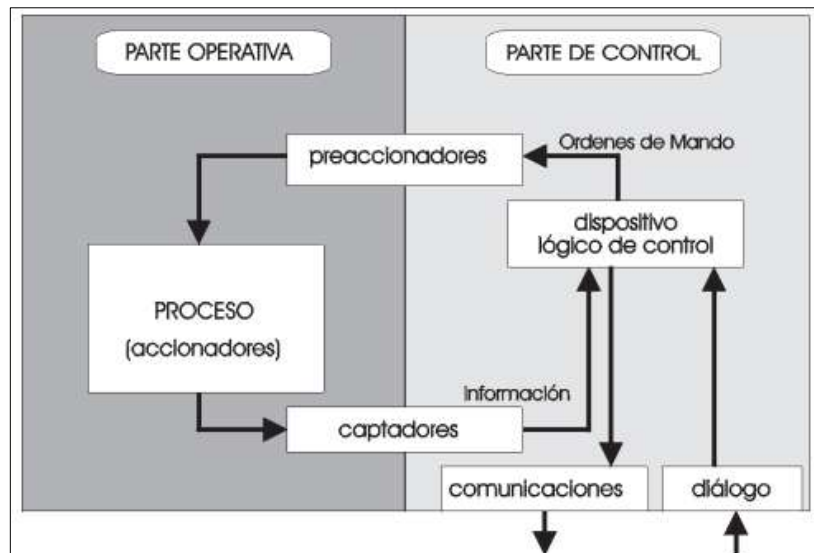 PARTE OPERATIVA
PARTE DE CONTROL
preaccionadores
Ordenes de Mando
dispositivo
lógico de control
PROCESO
(accionadores)
Información
captadores
comunicaciones
diálogo